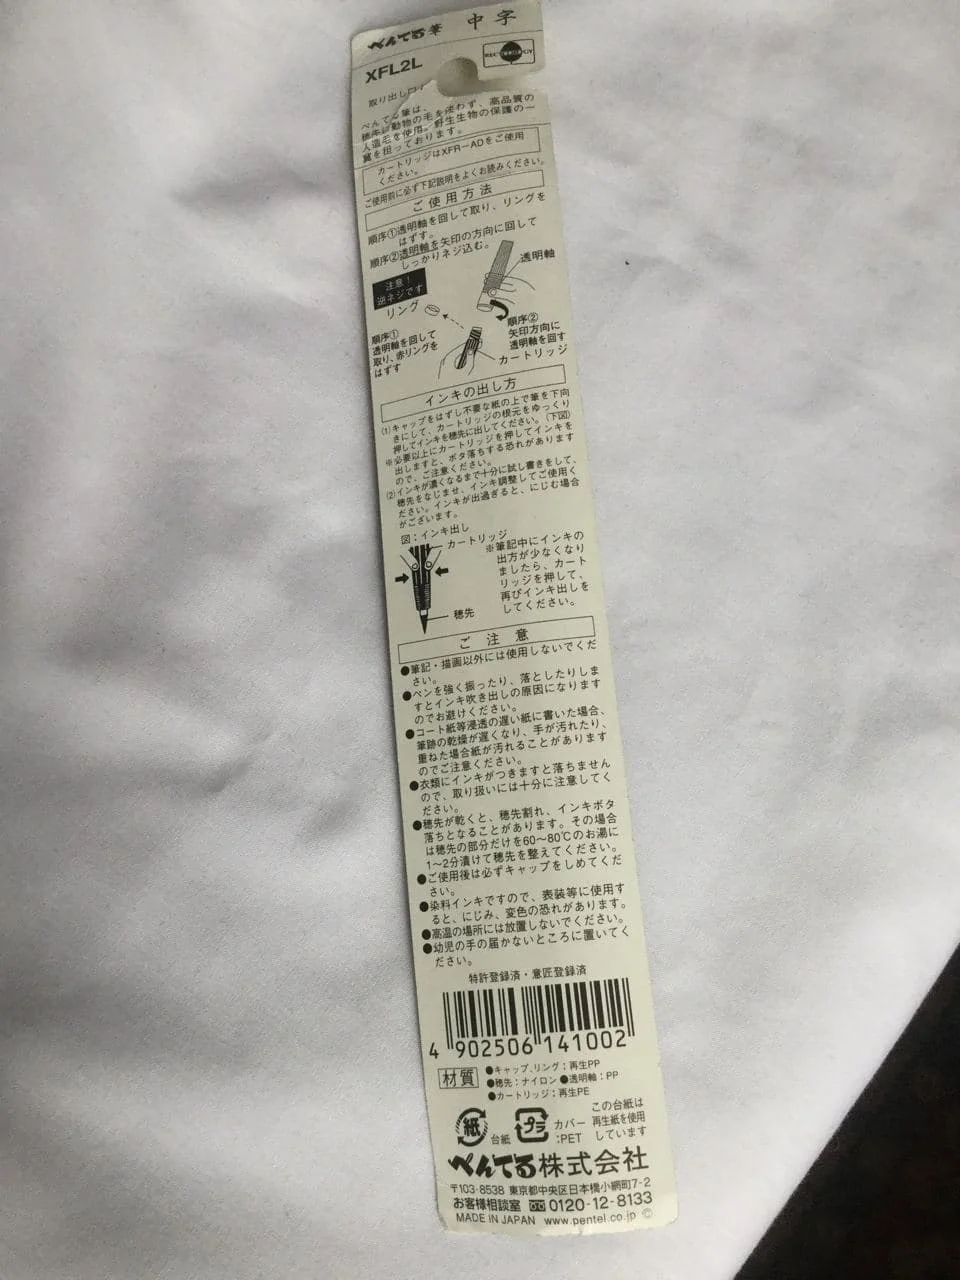 ぺんてる筆 中字
XFL2L
取り出し口
ぺんてる筆は、
穂先に動物の毛を使わず、高品質の
人造毛を使用。野生生物の保護の一
翼を担っております。
カートリッジはXFR-ADをご使用
ください。
ご使用前に必ず下記説明をよくお読みください。
ご使用方法
順序①透明軸を回して取り、リングを
はずす。
順序②透明軸を矢印の方向に回して
しっかりネジ込む。
注意!
逆ネジです
透明軸
リング
順序①
透明軸を回して
取り、赤リングを
はずす
順序②
矢印方向に
透明軸を回す
カートリッジ
インキの出し方
(1)キャップをはずし不要な紙の上で筆を下向
きにして、カートリッジの根元をゆっくり
押してインキを穂先に出してください。(下図)
※必要以上にカートリッジを押してインキを
出しますと、ボタ落ちする恐れがあります
ので、ご注意ください。
(2)インキが濃くなるまで十分に試し書きをして、
穂先をなじませ、インキ調整してご使用く
ださい。インキが出過ぎると、にじむ場合
がございます。
図:インキ出し
カートリッジ
穂先
※筆記中にインキの
出方が少なくなり
ましたら、カート
リッジを押して、
再びインキ出しを
してください。
ご注意
●筆記・描画以外には使用しないでくだ
さい。
●ペンを強く振ったり、落としたりしま
すとインキ吹き出しの原因になります
のでお避けください。
●コート紙等浸透の遅い紙に書いた場合、
筆跡の乾燥が遅くなり、手が汚れたり、
重ねた場合紙が汚れることがあります
のでご注意ください。
●衣類にインキがつきますと落ちません
ので、取り扱いには十分に注意してく
ださい。
●穂先が乾くと、穂先割れ、インキボタ
落ちとなることがあります。その場合
は穂先の部分だけを60~80℃のお湯に
1~2分漬けて穂先を整えてください。
●ご使用後は必ずキャップをしめてくだ
さい。
●染料インキですので、表装等に使用す
ると、にじみ、変色の恐れがあります。
●高温の場所には放置しないでください。
●幼児の手の届かないところに置いてく
ださい。
特許登録済・意匠登録済
4 902506 141002
材質
●キャップ、リング:再生PP
●穂先:ナイロン ●透明軸:PP
●カートリッジ:再生PE
紙 台紙
プラ カバー
:PET
この台紙は
再生紙を使用
しています
ぺんてる株式会社
〒103-8538 東京都中央区日本橋小網町7-2
お客様相談室 0120-12-8133
MADE IN JAPAN www.pentel.co.jp ©